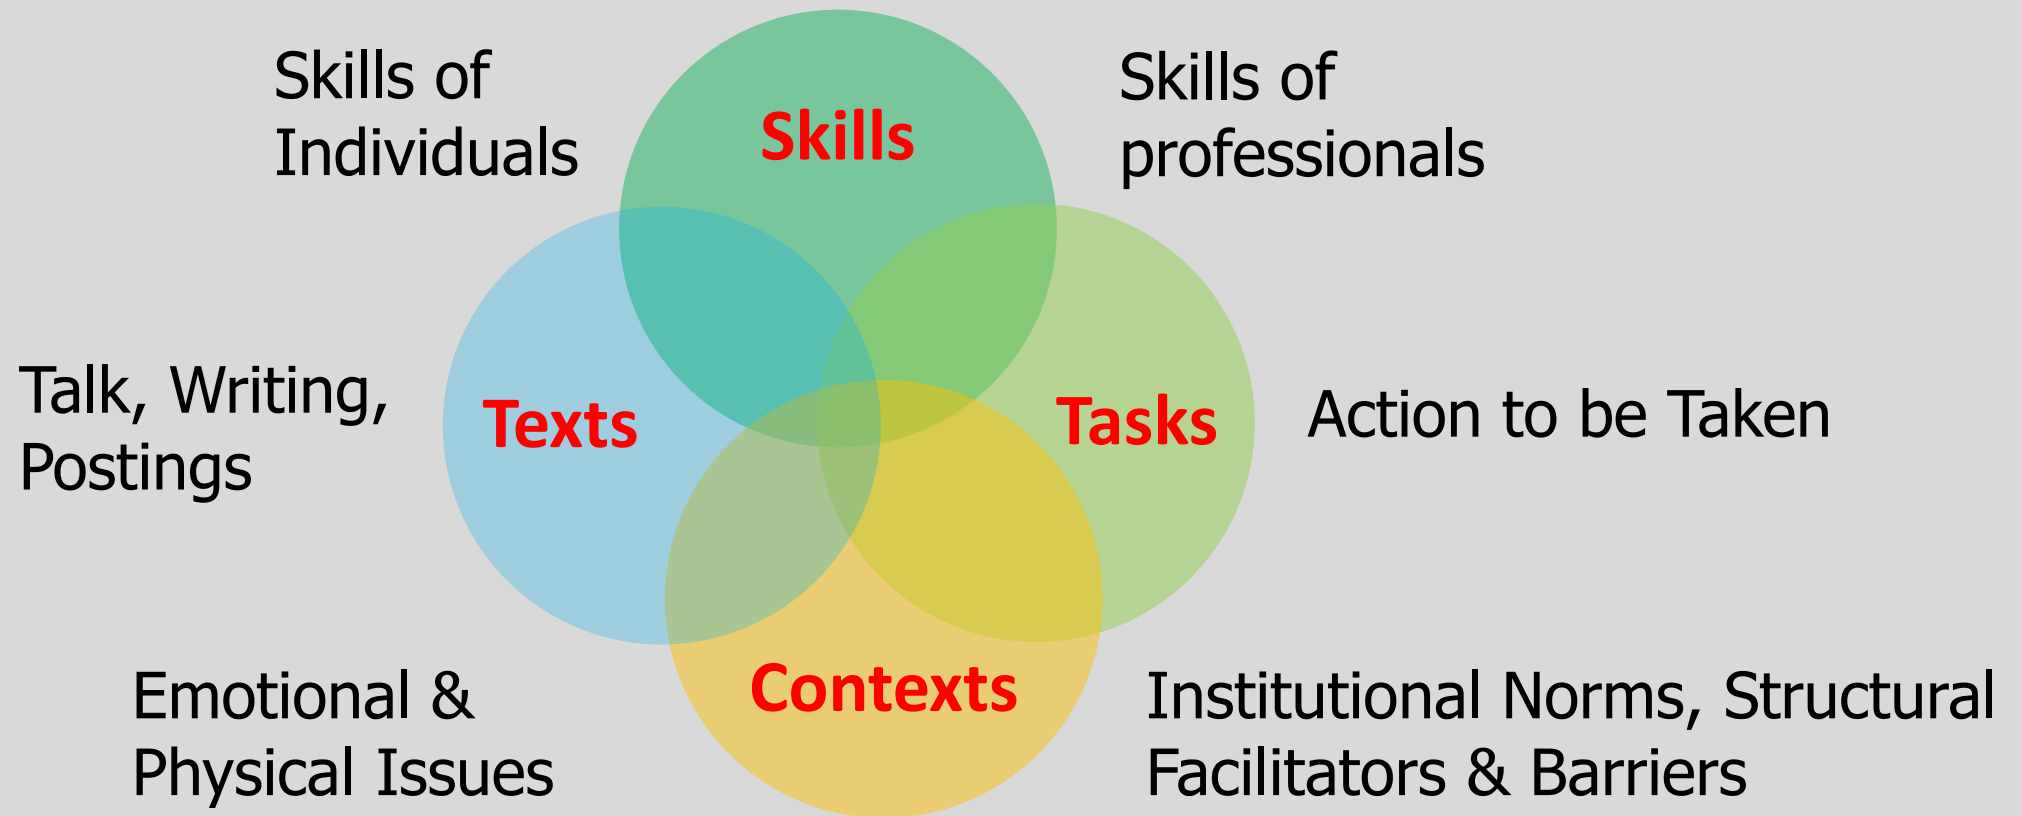 Skills of
Individuals
Skills
Skills of
professionals
Talk, Writing,
Postings
Texts
Tasks
Action to be Taken
Emotional &
Physical Issues
Contexts
Institutional Norms, Structural
Facilitators & Barriers